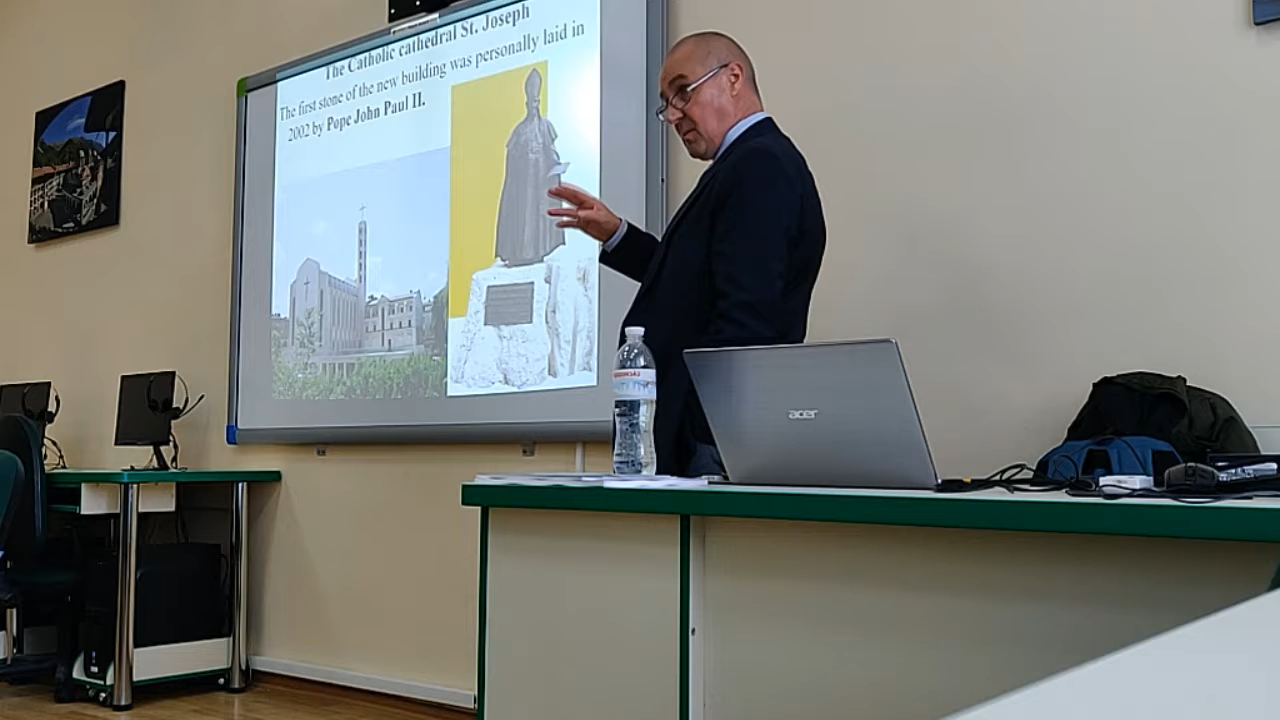 The Catholic cathedral St. Joseph
The first stone of the new building was personally laid in
2002 by Pope John Paul II.
acer